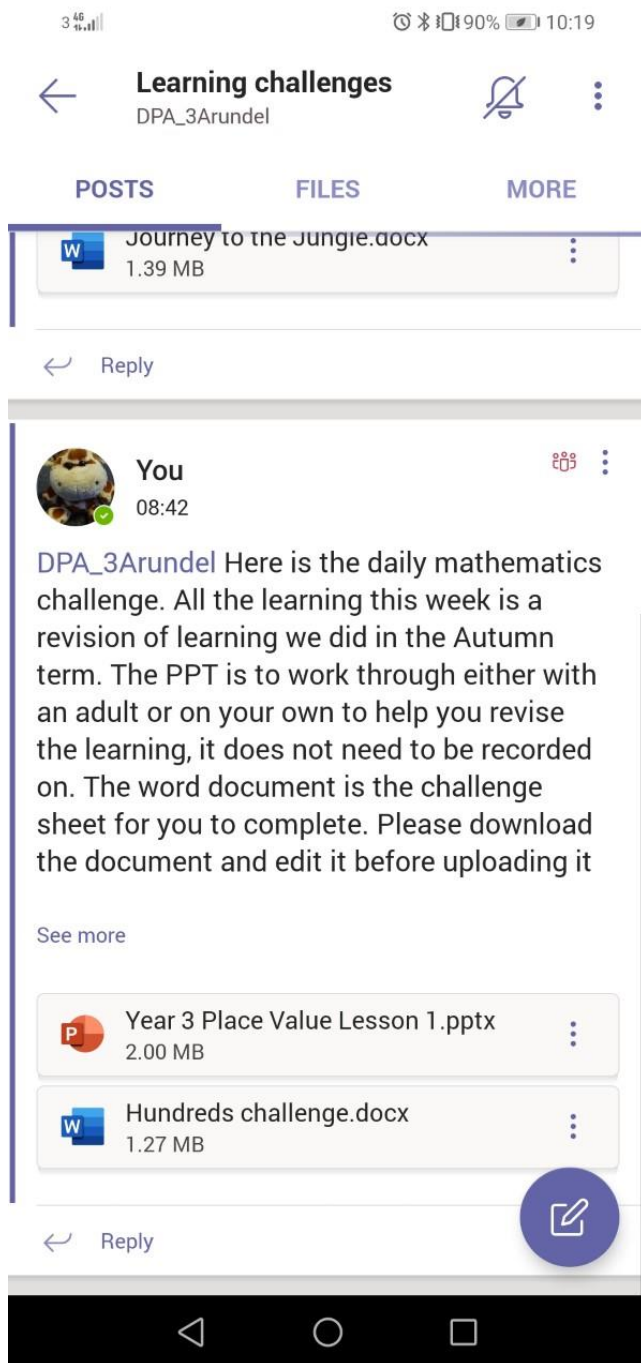 3 4G 90% 10:19
Learning challenges
DPA_3Arundel
POSTS FILES MORE
W Journey to the Jungle.docx
1.39 MB
Reply
You
08:42
DPA_3Arundel Here is the daily mathematics
challenge. All the learning this week is a
revision of learning we did in the Autumn
term. The PPT is to work through either with
an adult or on your own to help you revise
the learning, it does not need to be recorded
on. The word document is the challenge
sheet for you to complete. Please download
the document and edit it before uploading it
See more
P Year 3 Place Value Lesson 1.pptx
2.00 MB
W Hundreds challenge.docx
1.27 MB
Reply